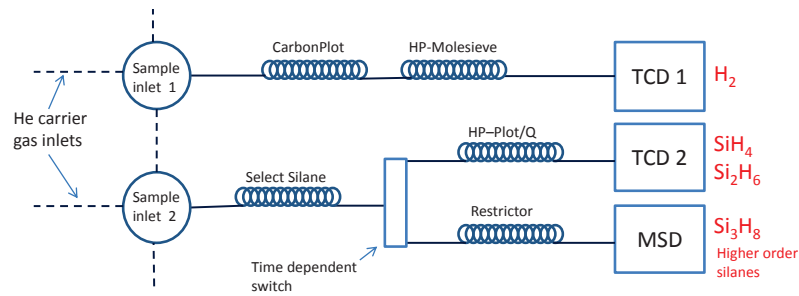 CarbonPlot
HP-Molesieve
Sample
inlet 1
TCD 1
H2
He carrier
gas inlets
HP–Plot/Q
TCD 2
SiH4
Si2H6
Select Silane
Sample
inlet 2
Restrictor
MSD
Si3H8
Higher order
silanes
Time dependent
switch